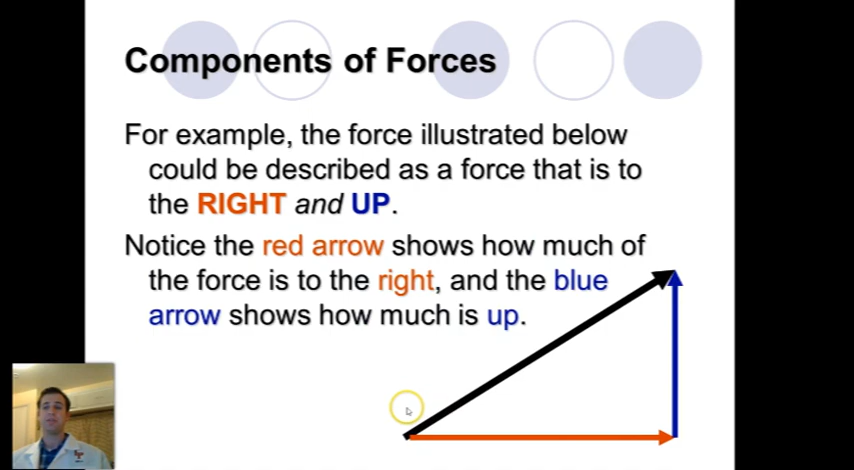 Components of Forces
For example, the force illustrated below
could be described as a force that is to
the RIGHT and UP.
Notice the red arrow shows how much of
the force is to the right, and the blue
arrow shows how much is up.